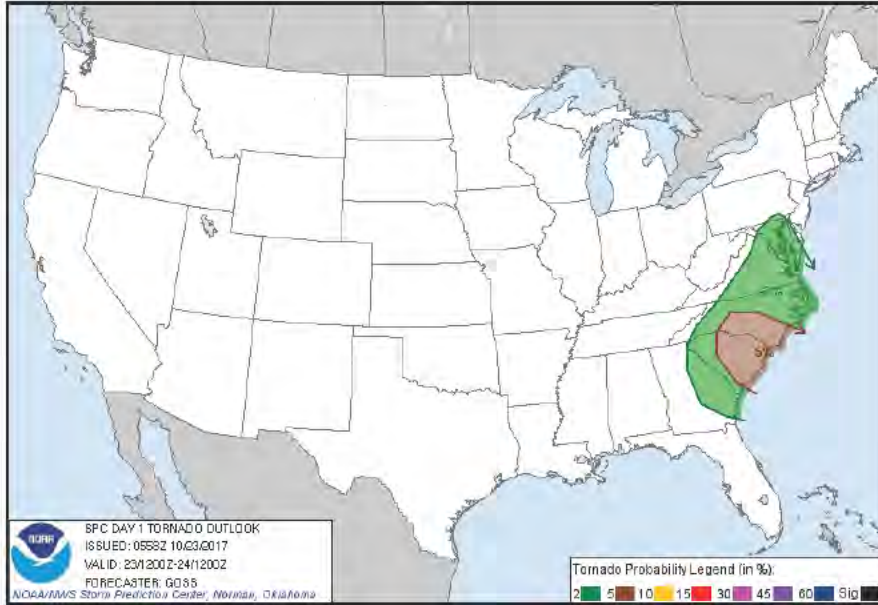 NOAA
SPC DAY 1 TORNADO OUTLOOK
ISSUED: 0558Z 10/23/2017
VALID: 23/1200Z-24/1200Z
FORECASTER: GOSS
NOAA/NWS Storm Prediction Center, Norman, Oklahoma
Tornado Probability Legend (in %):
2 5 10 15 30 45 60 Sig